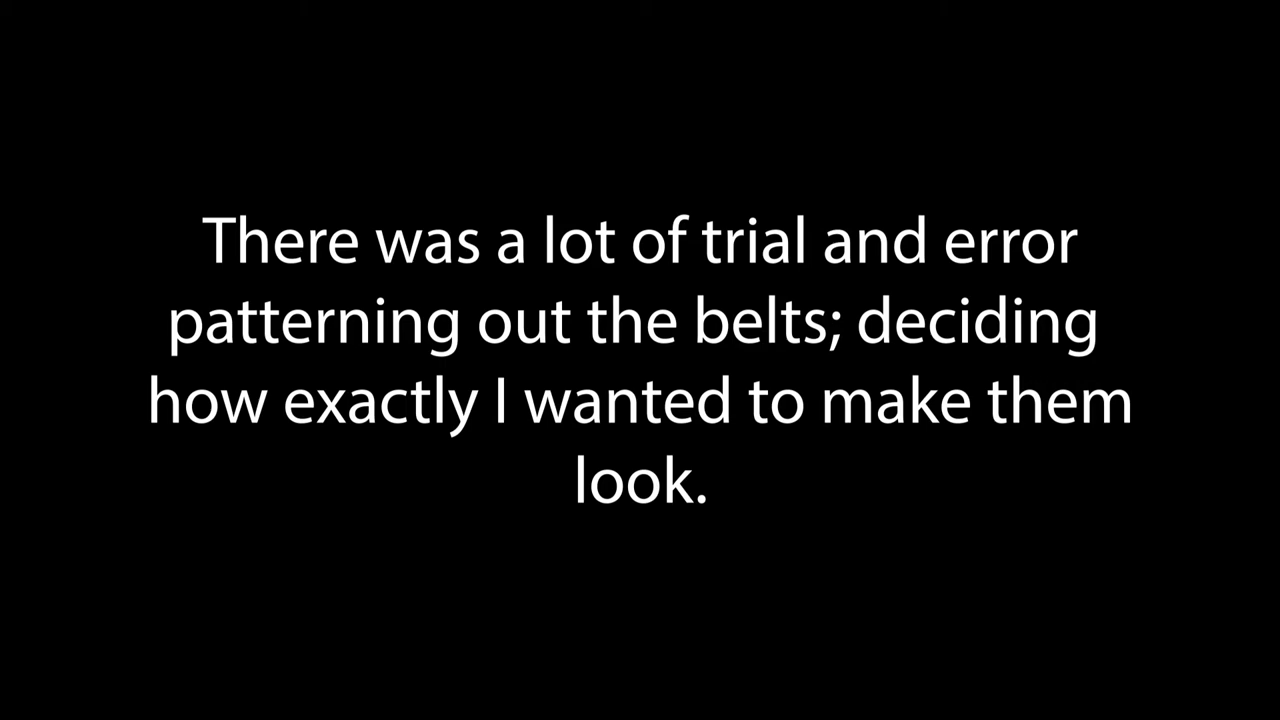 There was a lot of trial and error
patterning out the belts; deciding
how exactly I wanted to make them
look.